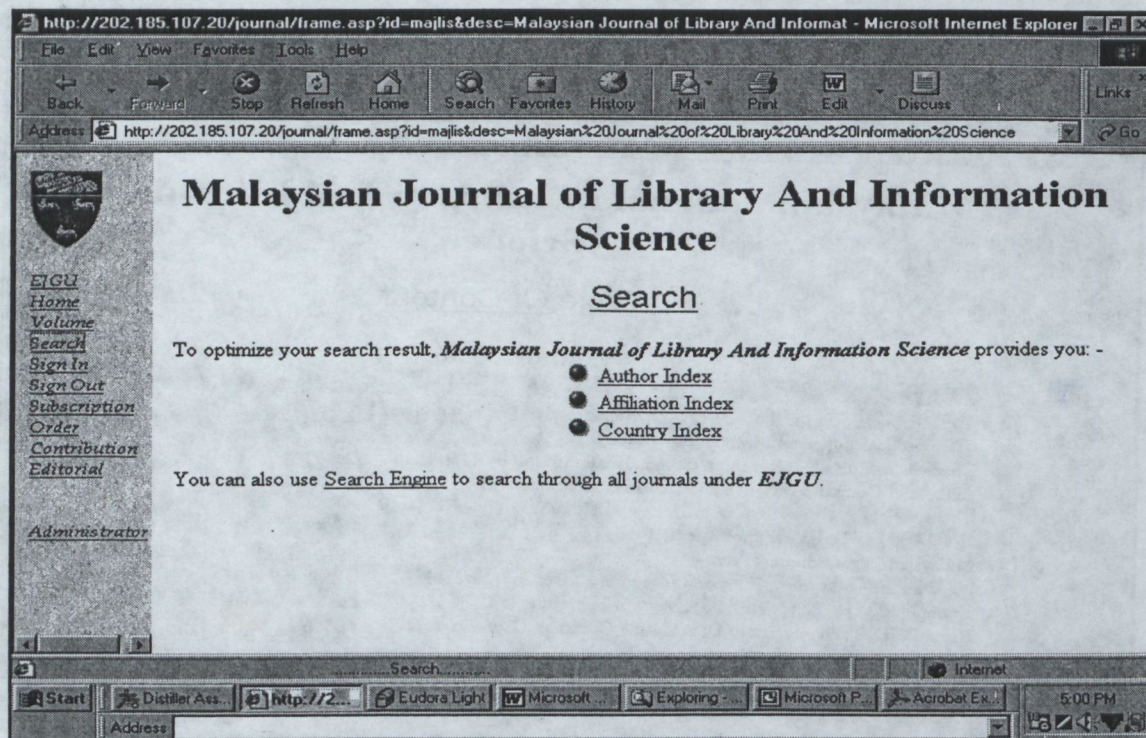 http://202.185.107.20/journal/frame.asp?id=majlis&desc=Malaysian Journal of Library And Informat - Microsoft Internet Explorer
File Edit View Favorites Tools Help
Back Forward Stop Refresh Home Search Favorites History Mail Print Edit Discuss Links
Address http://202.185.107.20/journal/frame.asp?id=majlis&desc=Malaysian%20Journal%20of%20Library%20And%20Information%20Science Go
Malaysian Journal of Library And Information
Science
Search
EJGU
Home
Volume
Search
Sign In
Sign Out
Subscription
Order
Contribution
Editorial
Administrator
To optimize your search result, Malaysian Journal of Library And Information Science provides you: -
Author Index
Affiliation Index
Country Index
You can also use Search Engine to search through all journals under EJGU.
............Search............
Internet
Start Distiller Ass... http://2... Eudora Light Microsoft ... Exploring - ... Microsoft P... Acrobat Ex... 5:00 PM
Address